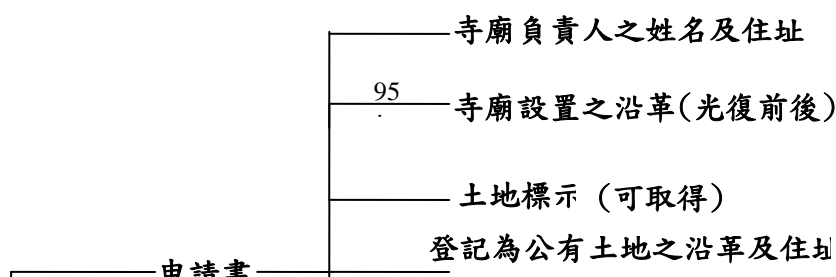 寺廟負責人之姓名及住址
95
寺廟設置之沿革(光復前後)
土地標示 (可取得)
登記為公有土地之沿革及住址
申請書